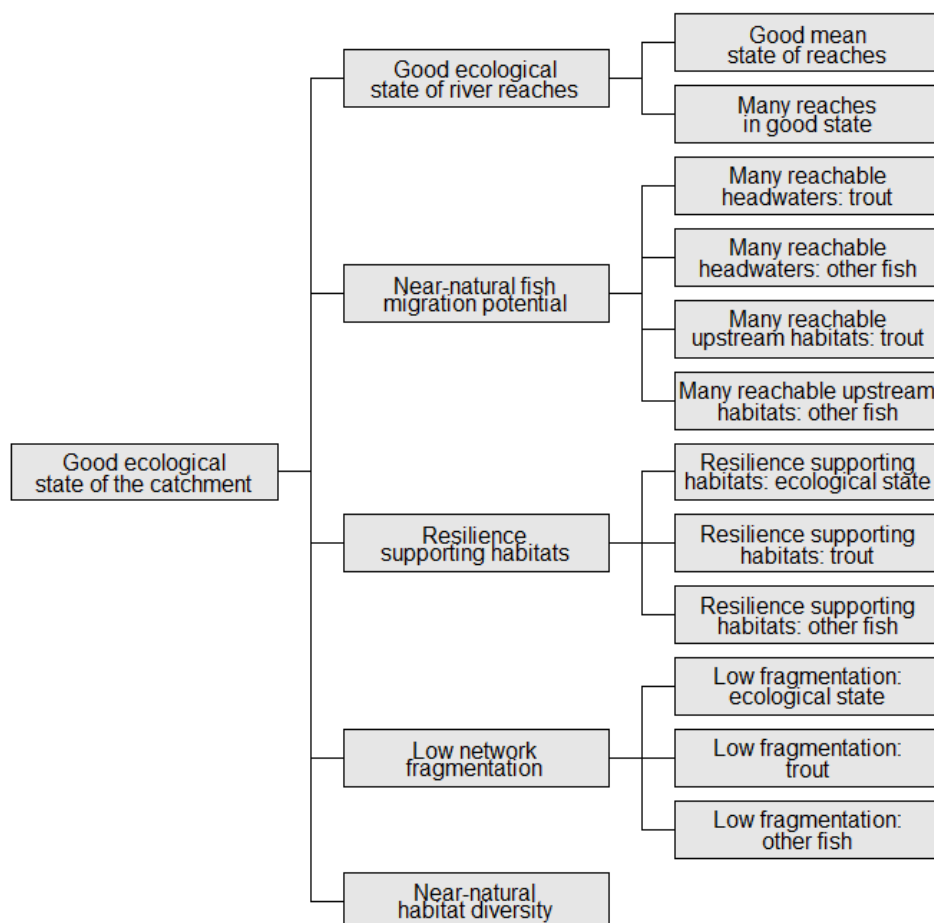 Good mean
state of reaches
Good ecological
state of river reaches
Many reaches
in good state
Many reachable
headwaters: trout
Many reachable
headwaters: other fish
Near-natural fish
migration potential
Many reachable
upstream habitats: trout
Many reachable upstream
habitats: other fish
Good ecological
state of the catchment
Resilience supporting
habitats: ecological state
Resilience
supporting habitats
Resilience supporting
habitats: trout
Resilience supporting
habitats: other fish
Low fragmentation:
ecological state
Low network
fragmentation
Low fragmentation:
trout
Low fragmentation:
other fish
Near-natural
habitat diversity